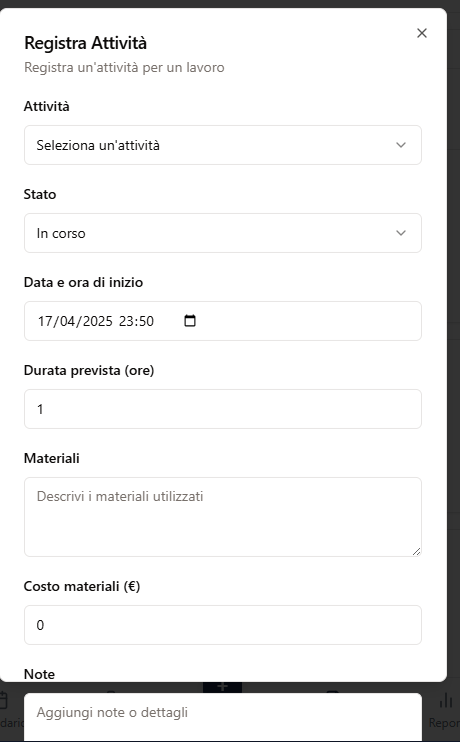 Registra Attività
Registra un'attività per un lavoro
Attività
Seleziona un'attività
Stato
In corso
Data e ora di inizio
17/04/2025 23:50
Durata prevista (ore)
1
Materiali
Descrivi i materiali utilizzati
Costo materiali (€)
0
Note
Aggiungi note o dettagli